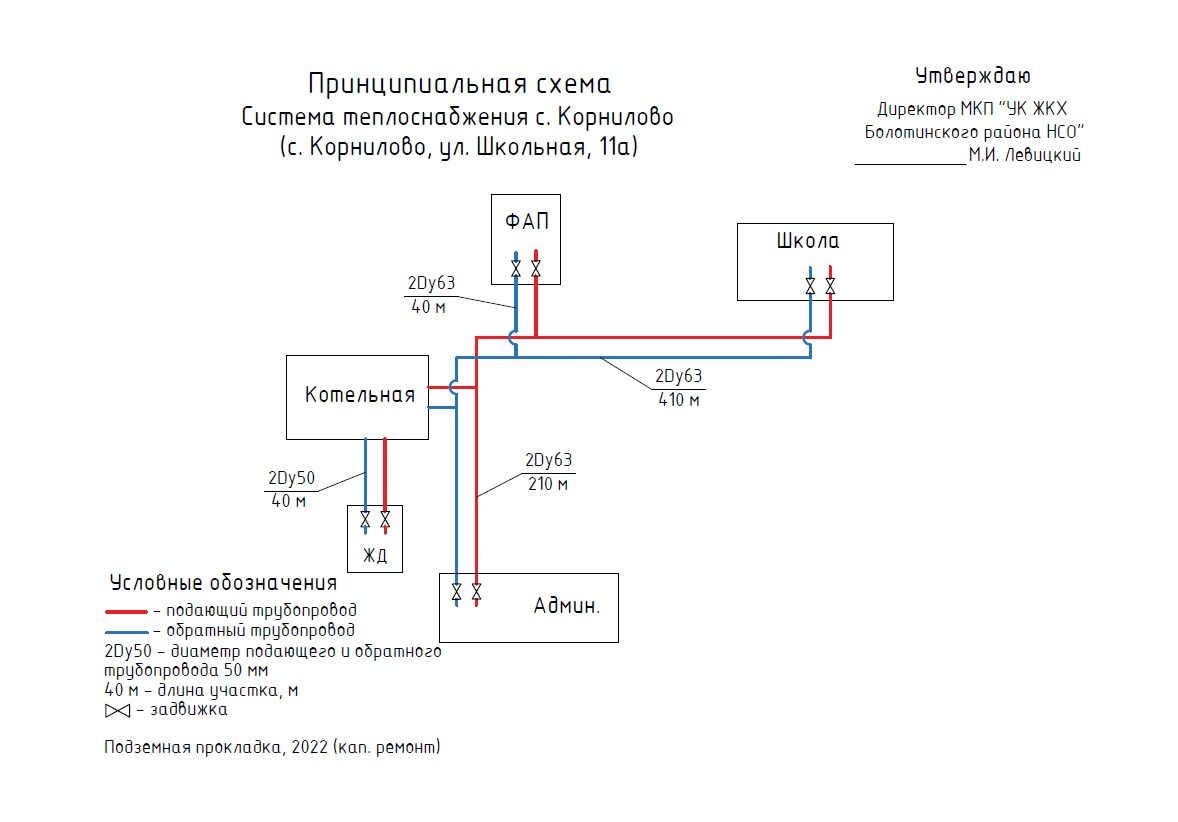 Принципиальная схема
Система теплоснабжения с. Корнилово
(с. Корнилово, ул. Школьная, 11а)
Утверждаю
Директор МКП "УК ЖКХ
Болотинского района НСО"
____________ М.И. Левицкий
ФАП
Школа
2Dy63
40 м
2Dy63
410 м
Котельная
2Dy63
210 м
2Dy50
40 м
ЖД
Админ.
Условные обозначения
– подающий трубопровод
– обратный трубопровод
2Dy50 – диаметр подающего и обратного
трубопровода 50 мм
40 м – длина участка, м
– задвижка
Подземная прокладка, 2022 (кап. ремонт)